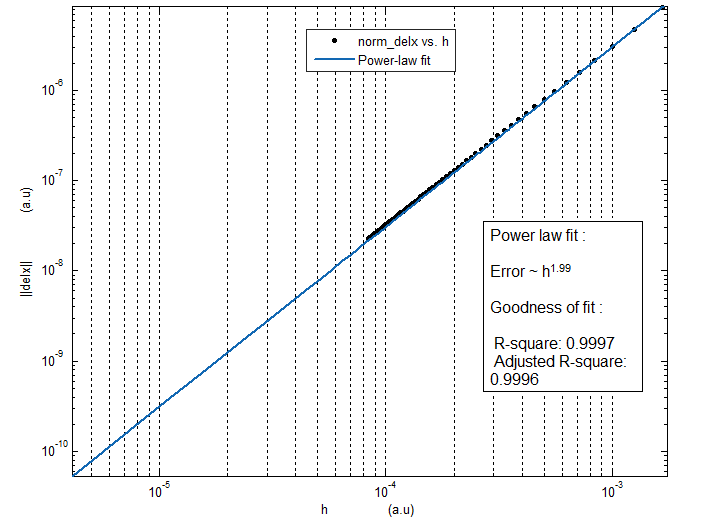 norm_delx vs. h
Power-law fit
10^-6
10^-7
10^-8
10^-9
10^-10
||delx|| (a.u)
Power law fit :
Error ~ h^1.99
Goodness of fit :
R-square: 0.9997
Adjusted R-square:
0.9996
10^-5 10^-4 10^-3
h (a.u)